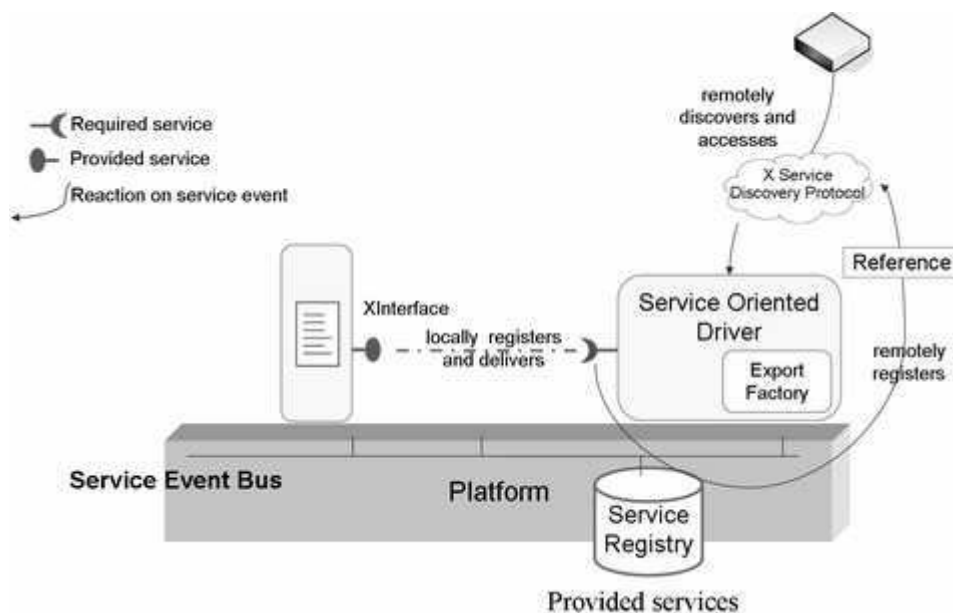 remotely
discovers and
accesses
Required service
Provided service
Reaction on service event
X Service
Discovery Protocol
Reference
XInterface
locally registers
and delivers
Service Oriented
Driver
Export
Factory
remotely
registers
Service Event Bus
Platform
Service
Registry
Provided services